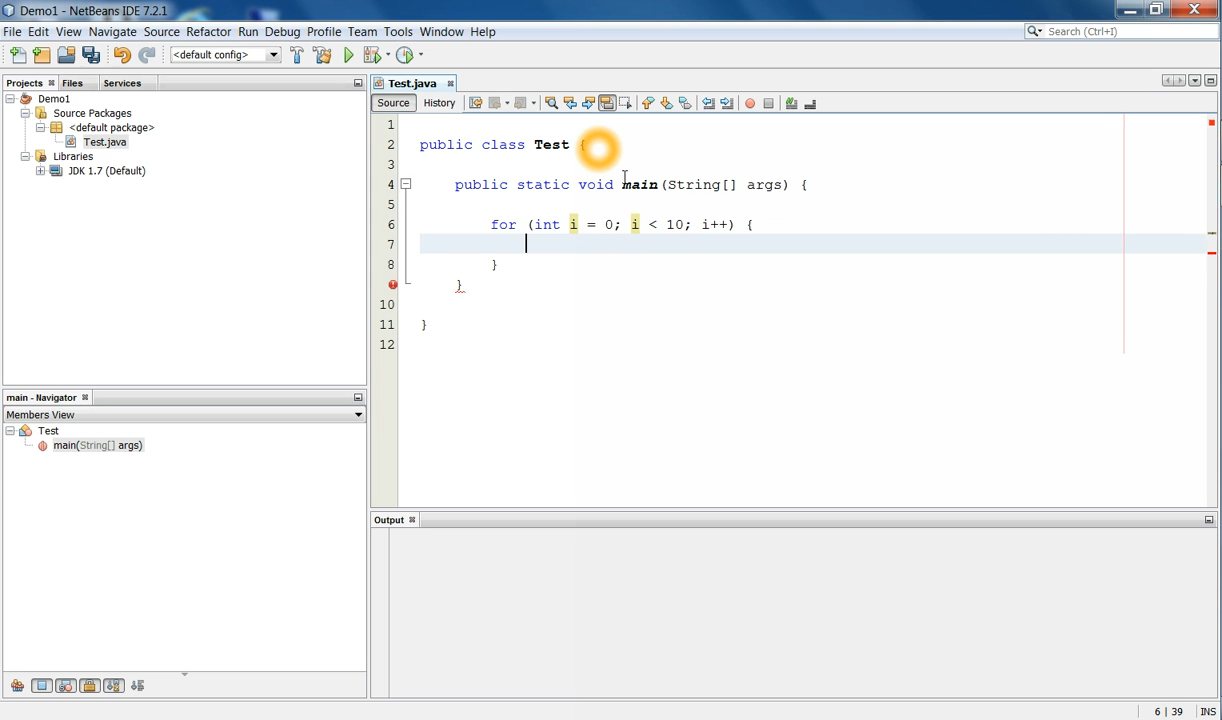 Demo1 - NetBeans IDE 7.2.1
File Edit View Navigate Source Refactor Run Debug Profile Team Tools Window Help
Search (Ctrl+I)
<default config>
Projects Files Services
Test.java
Source History
Demo1
Source Packages
<default package>
Test.java
Libraries
JDK 1.7 (Default)
1
2 public class Test {
3
4 public static void main(String[] args) {
5
6 for (int i = 0; i < 10; i++) {
7
8 }
}
10
11 }
12
main - Navigator
Members View
Test
main(String[] args)
Output
6 | 39 INS